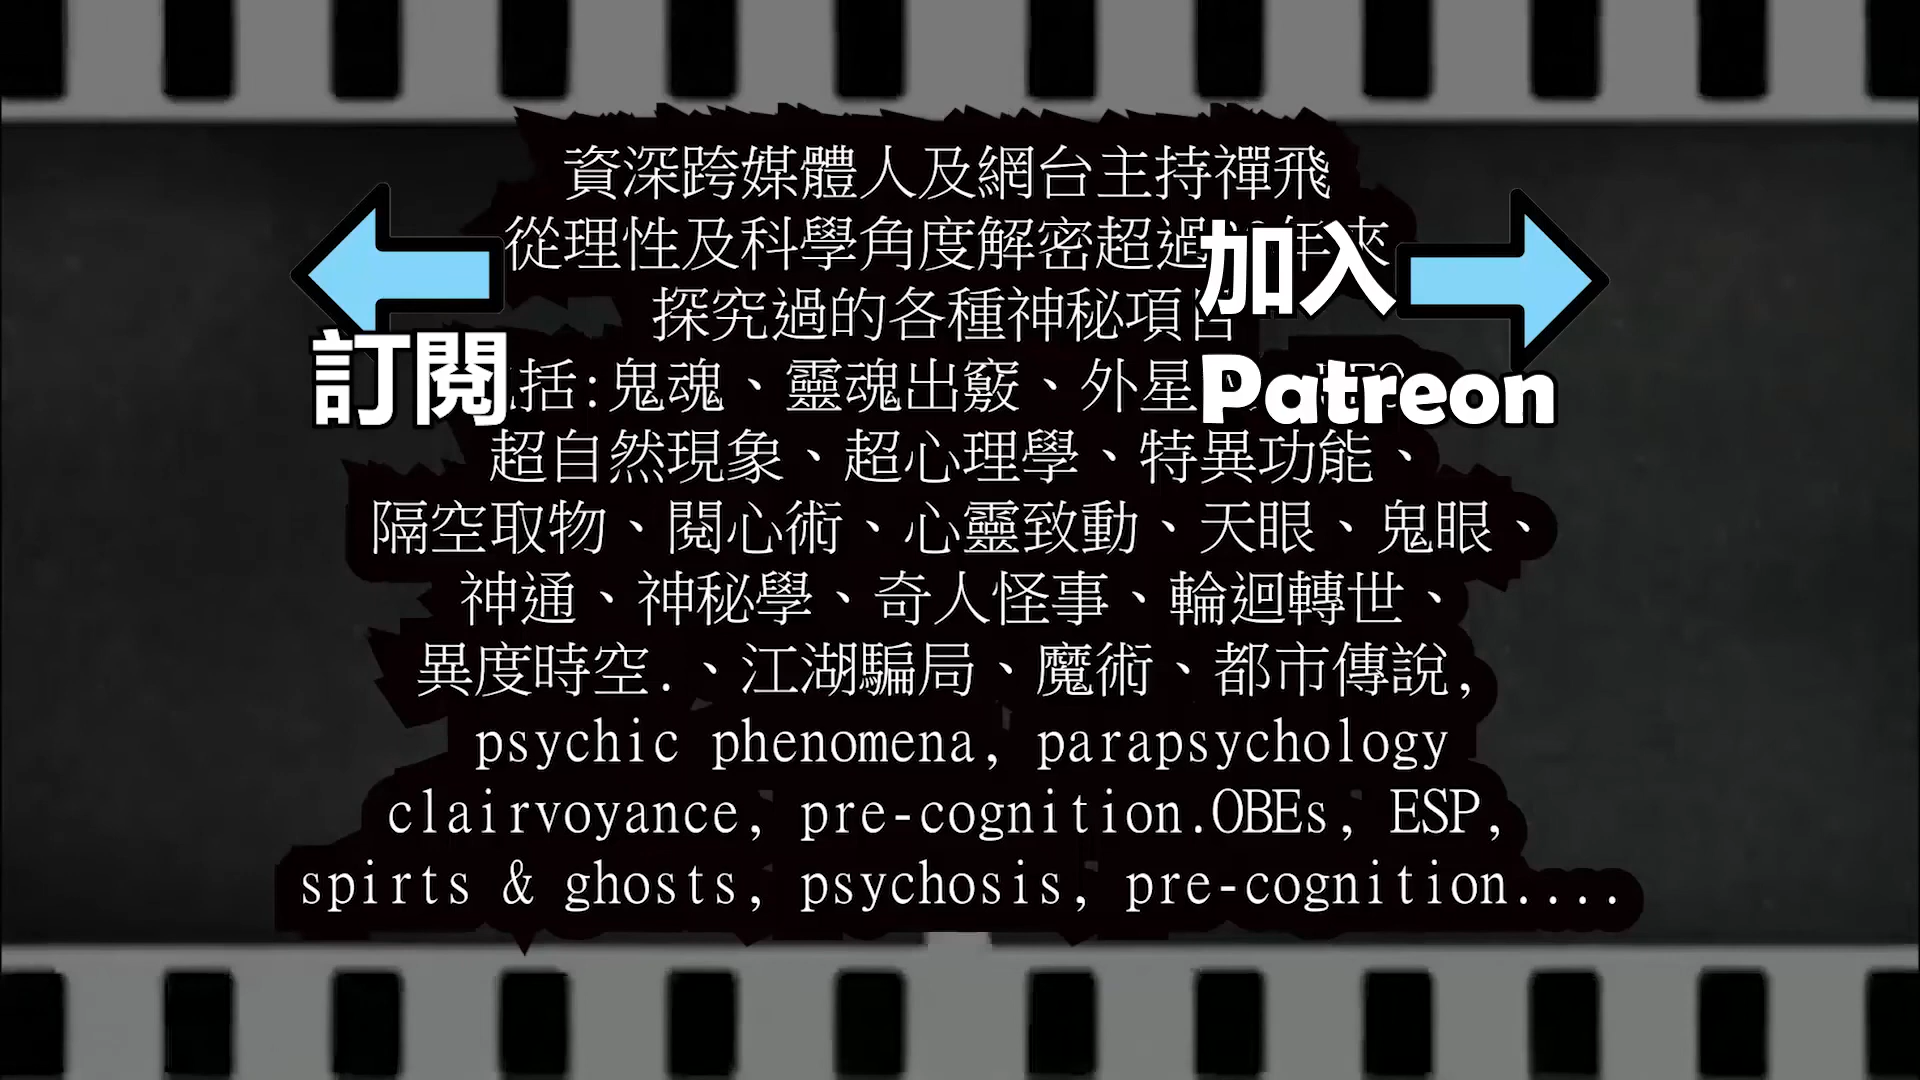 資深跨媒體人及網台主持禪飛
從理性及科學角度解密超過年來
探究過的各種神秘項目
括:鬼魂、靈魂出竅、外星
超自然現象、超心理學、特異功能、
隔空取物、閱心術、心靈致動、天眼、鬼眼、
神通、神秘學、奇人怪事、輪迴轉世、
異度時空.、江湖騙局、魔術、都市傳說,
psychic phenomena, parapsychology
clairvoyance, pre-cognition.OBEs, ESP,
spirts & ghosts, psychosis, pre-cognition....
訂閱
加入
Patreon